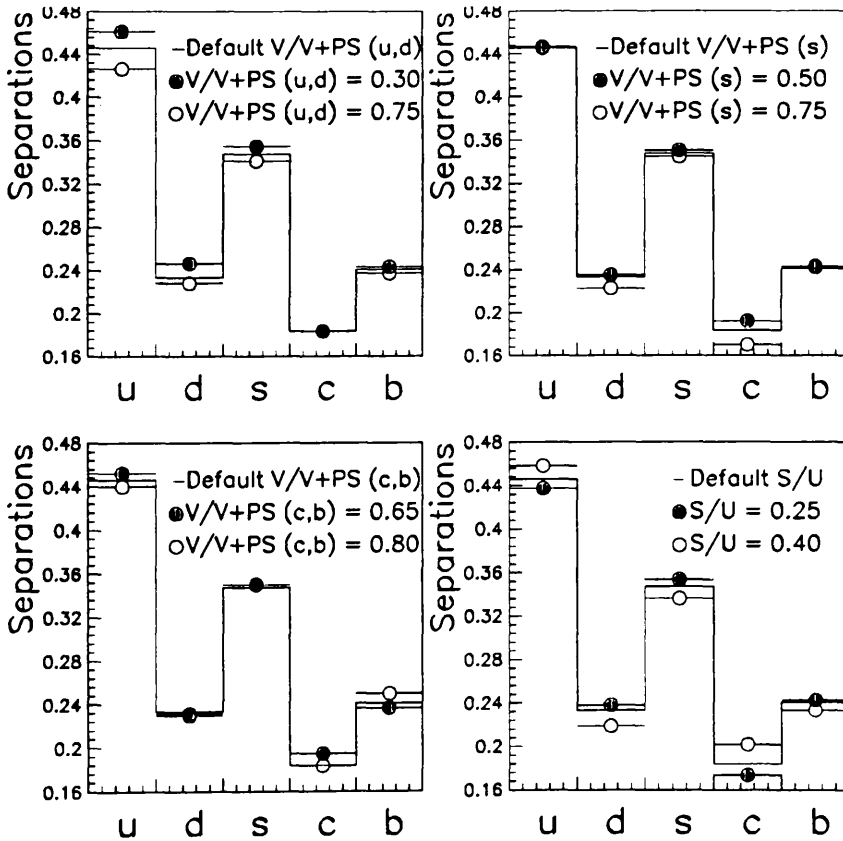 0.48
0.44
0.4
0.36
0.32
0.28
0.24
0.2
0.16
Separations
–Default V/V+PS (u,d)
V/V+PS (u,d) = 0.30
V/V+PS (u,d) = 0.75
u d s c b
0.48
0.44
0.4
0.36
0.32
0.28
0.24
0.2
0.16
Separations
–Default V/V+PS (s)
V/V+PS (s) = 0.50
V/V+PS (s) = 0.75
u d s c b
0.48
0.44
0.4
0.36
0.32
0.28
0.24
0.2
0.16
Separations
–Default V/V+PS (c,b)
V/V+PS (c,b) = 0.65
V/V+PS (c,b) = 0.80
u d s c b
0.48
0.44
0.4
0.36
0.32
0.28
0.24
0.2
0.16
Separations
– Default S/U
S/U = 0.25
S/U = 0.40
u d s c b